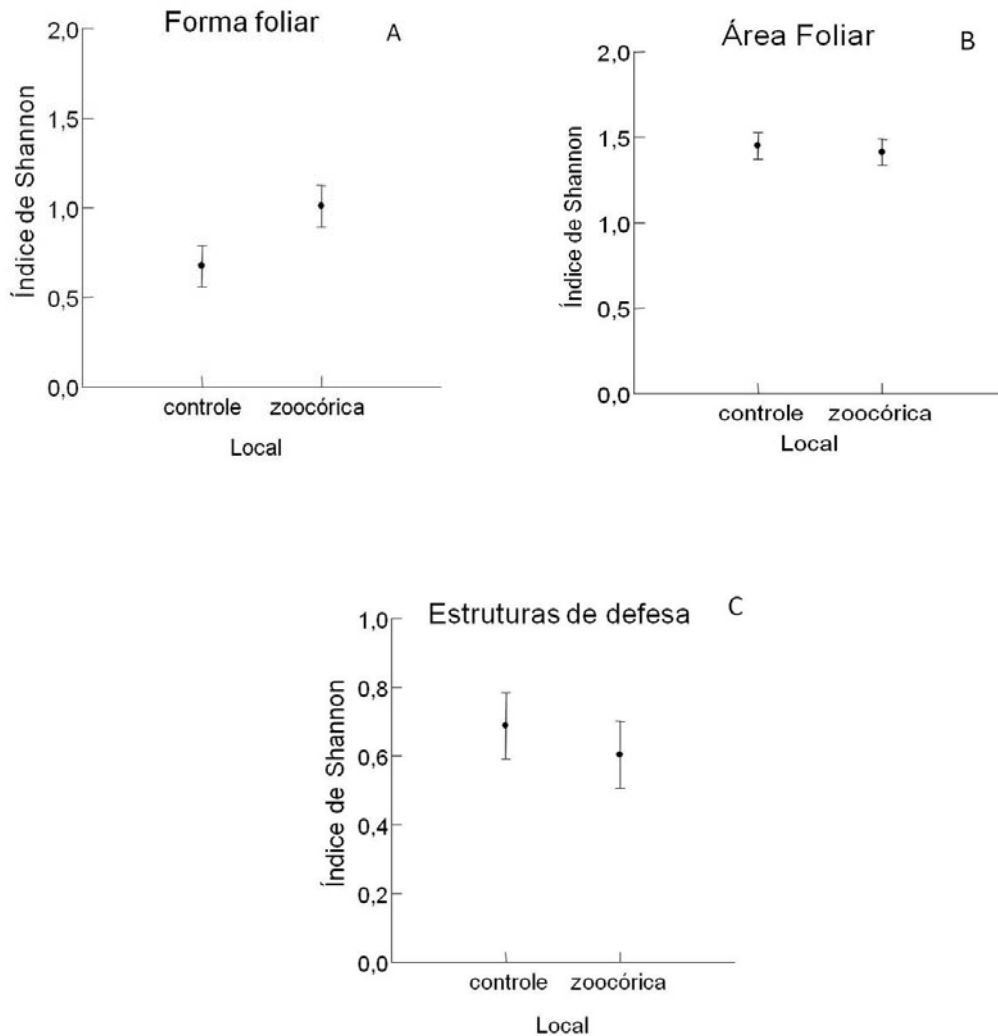 Forma foliar
A
Índice de Shannon
2,0
1,5
1,0
0,5
0,0
controle zoocórica
Local
Área Foliar
B
Índice de Shannon
2,0
1,5
1,0
0,5
0,0
controle zoocórica
Local
Estruturas de defesa
C
Índice de Shannon
1,0
0,8
0,6
0,4
0,2
0,0
controle zoocórica
Local